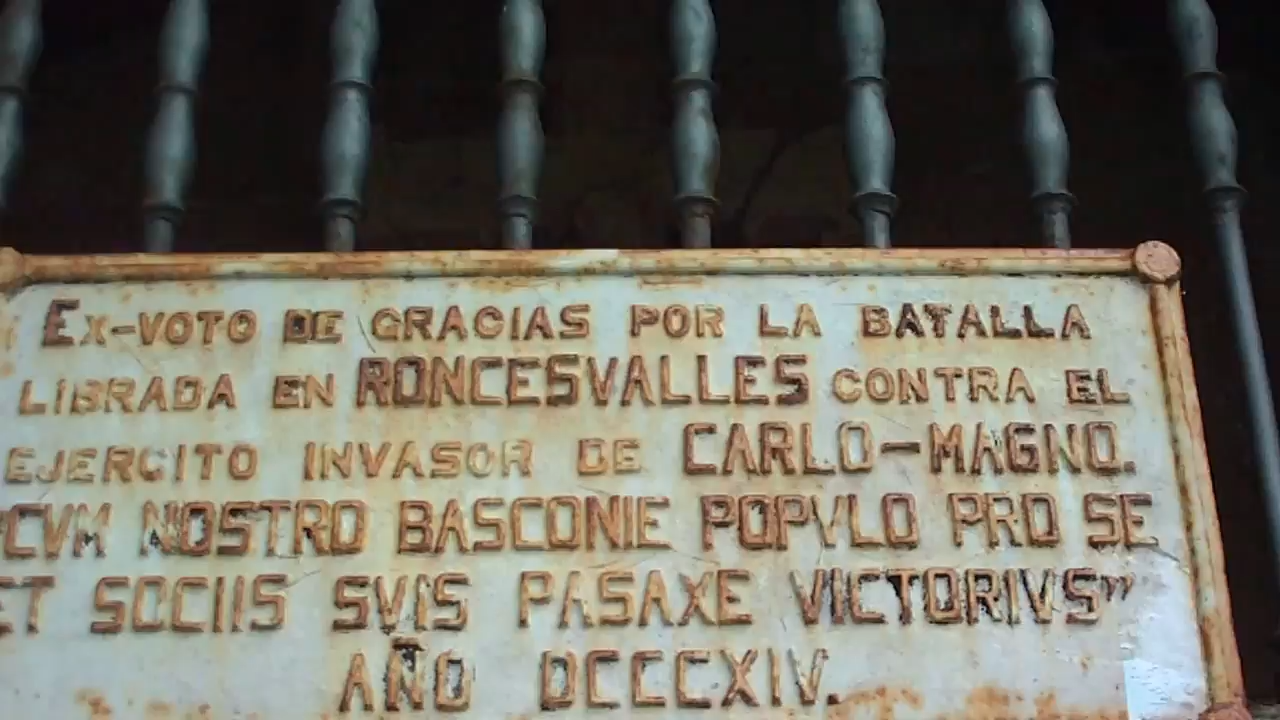 Ex-VOTO DE GRACIAS POR LA BATALLA
LIBRADA EN RONCESVALLES CONTRA EL
EJERCITO INVASOR DE CARLO-MAGNO.
"CVM NOSTRO BASCONIE POPVLO PRO SE
ET SOCIIS SVIS PASAXE VICTORIVS"
AÑO DCCCXIV.